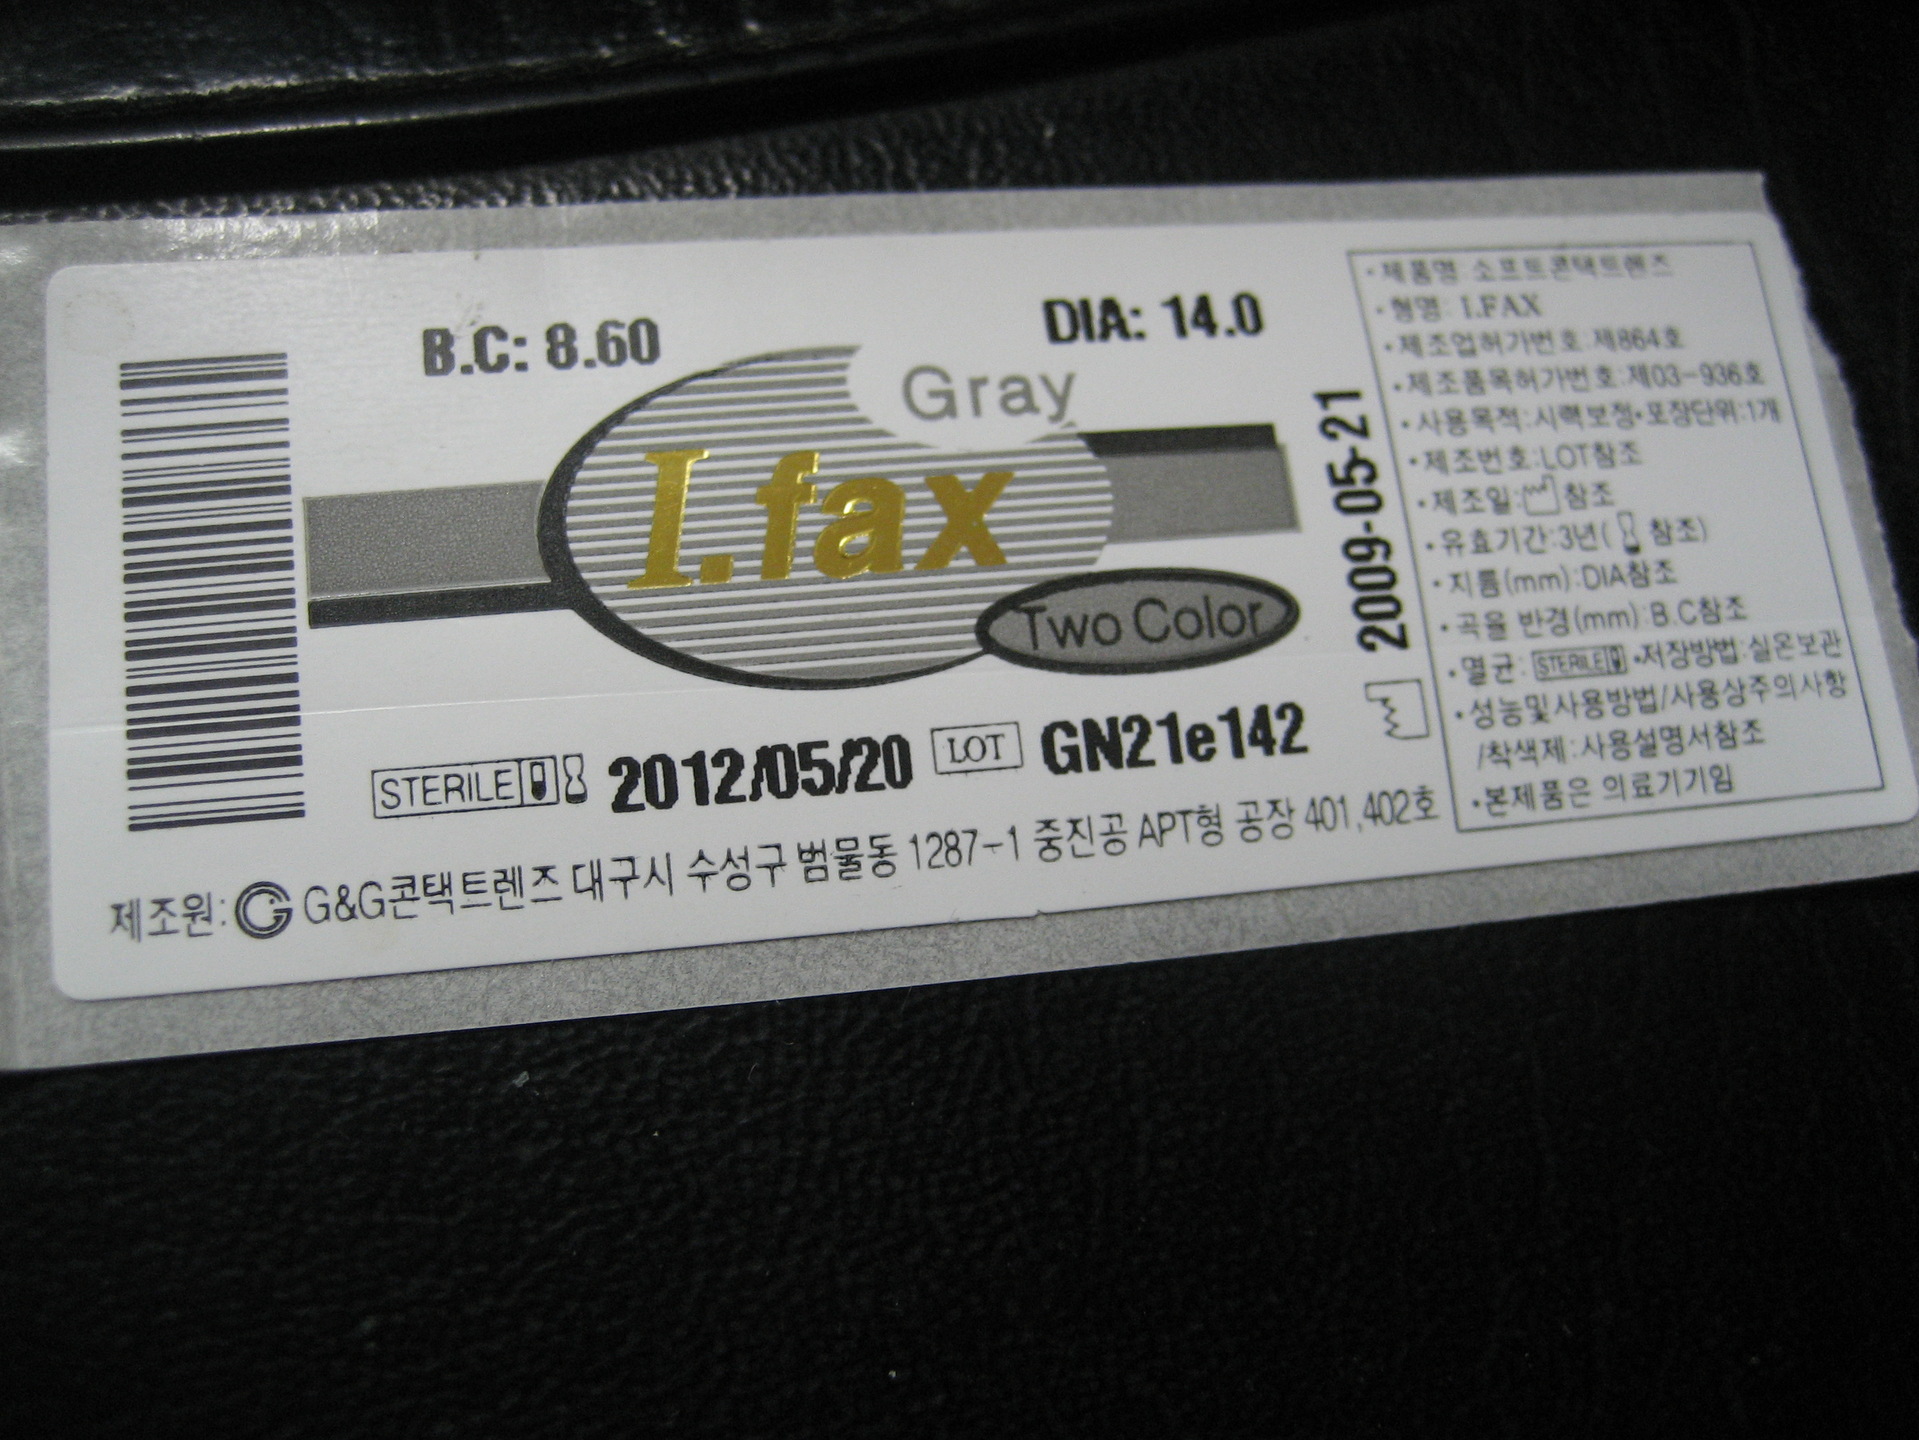 B.C: 8.60
DIA: 14.0
Gray
I.fax
Two Color
STERILE 2012/05/20 LOT GN21e142
2009-05-21
제조원: G&G콘택트렌즈 대구시 수성구 범물동 1287-1 중진공 APT형 공장 401,402호
·제품명: 소프트콘택트렌즈
·형명: I.FAX
·제조업허가번호:제864호
·제조품목허가번호:제03-936호
·사용목적:시력보정·포장단위:1개
·제조번호:LOT참조
·제조일: 참조
·유효기간:3년( 참조)
·지름(mm):DIA참조
·곡율 반경(mm):B.C참조
·멸균: STERILE ·저장방법:실온보관
·성능및사용방법/사용상주의사항
/착색제:사용설명서참조
·본제품은 의료기기임